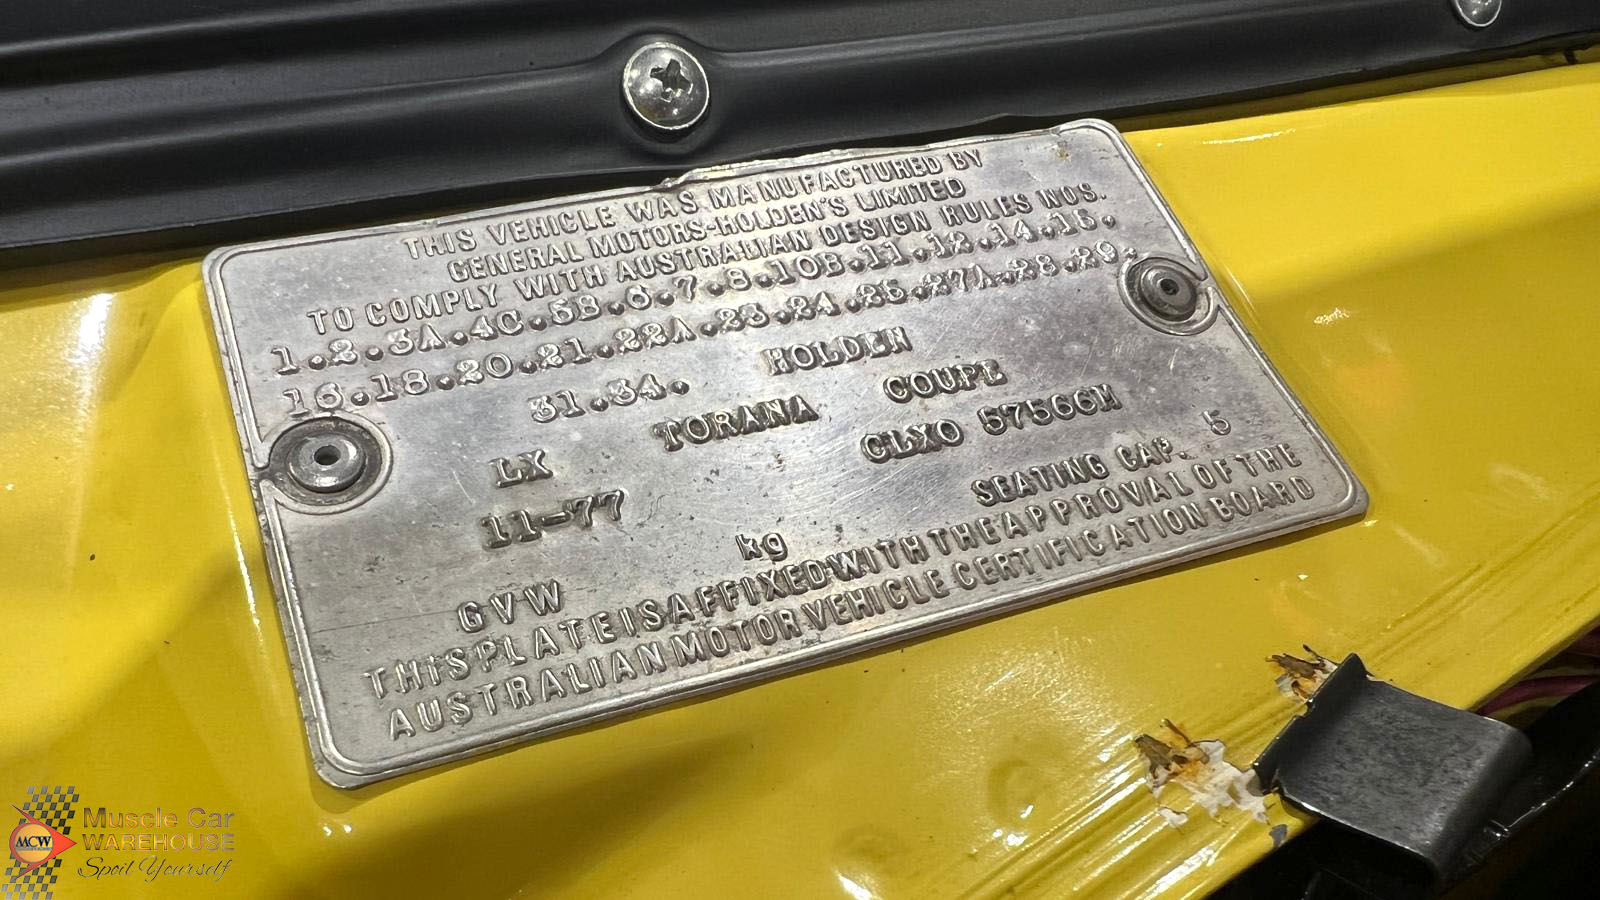 THIS VEHICLE WAS MANUFACTURED BY
GENERAL MOTORS-HOLDEN'S LIMITED
TO COMPLY WITH AUSTRALIAN DESIGN RULES NOS.
1.2.3A.4C.5B.6.7.8.10B.11.12.14.15.
16.18.20.21.22A.23.24.25.27A.28.29.
31.34. HOLDEN
LX TORANA COUPE
11-77 CLX0 57566M
SEATING CAP. 5
GVW kg
THIS PLATE IS AFFIXED WITH THE APPROVAL OF THE
AUSTRALIAN MOTOR VEHICLE CERTIFICATION BOARD
MCW
Muscle Car
WAREHOUSE
Spoil Yourself